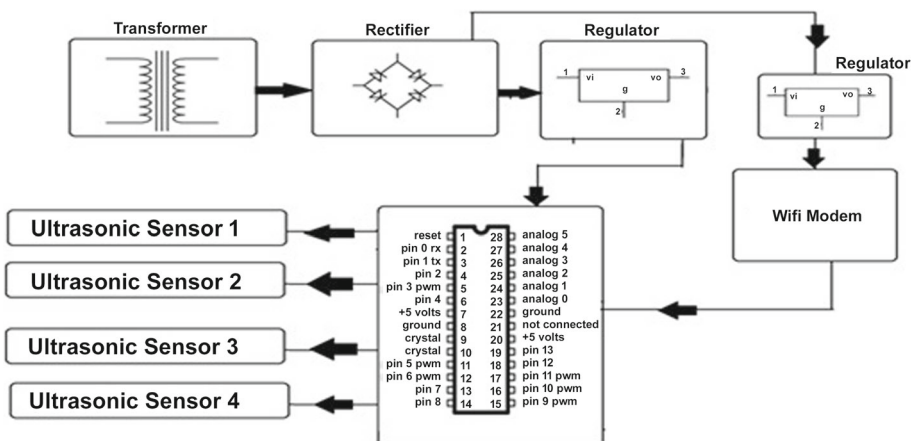 Transformer
Rectifier
Regulator
Regulator
1 vi vo 3
g
2
1 vi vo 3
g
2
Wifi Modem
Ultrasonic Sensor 1
Ultrasonic Sensor 2
Ultrasonic Sensor 3
Ultrasonic Sensor 4
reset 1 28 analog 5
pin 0 rx 2 27 analog 4
pin 1 tx 3 26 analog 3
pin 2 4 25 analog 2
pin 3 pwm 5 24 analog 1
pin 4 6 23 analog 0
+5 volts 7 22 ground
ground 8 21 not connected
crystal 9 20 +5 volts
crystal 10 19 pin 13
pin 5 pwm 11 18 pin 12
pin 6 pwm 12 17 pin 11 pwm
pin 7 13 16 pin 10 pwm
pin 8 14 15 pin 9 pwm